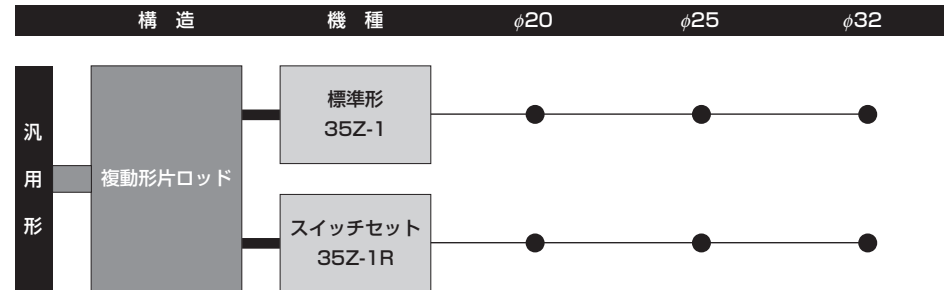 構 造 機 種 φ20 φ25 φ32
汎用形
複動形片ロッド
標準形
35Z-1
スイッチセット
35Z-1R